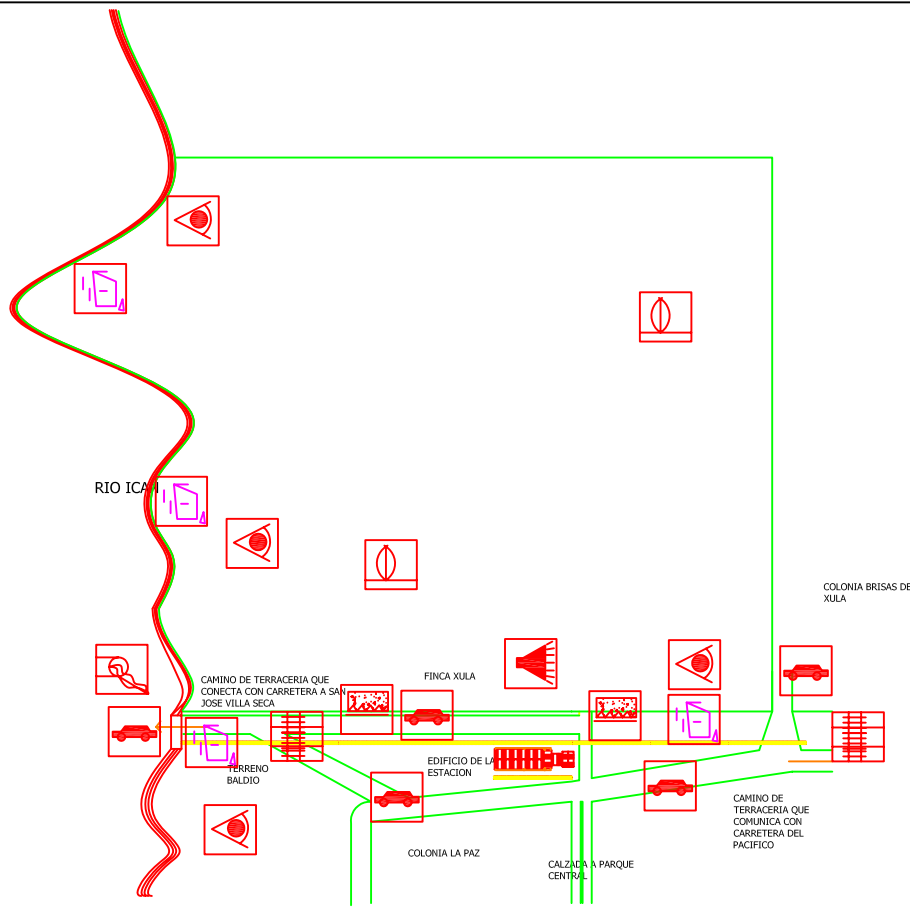 RIO ICAN
COLONIA BRISAS DE
XULA
CAMINO DE TERRACERIA QUE
CONECTA CON CARRETERA A SAN
JOSE VILLA SECA
FINCA XULA
TERRENO
BALDIO
EDIFICIO DE LA
ESTACION
CAMINO DE
TERRACERIA QUE
COMUNICA CON
CARRETERA DEL
PACIFICO
COLONIA LA PAZ
CALZADA A PARQUE
CENTRAL